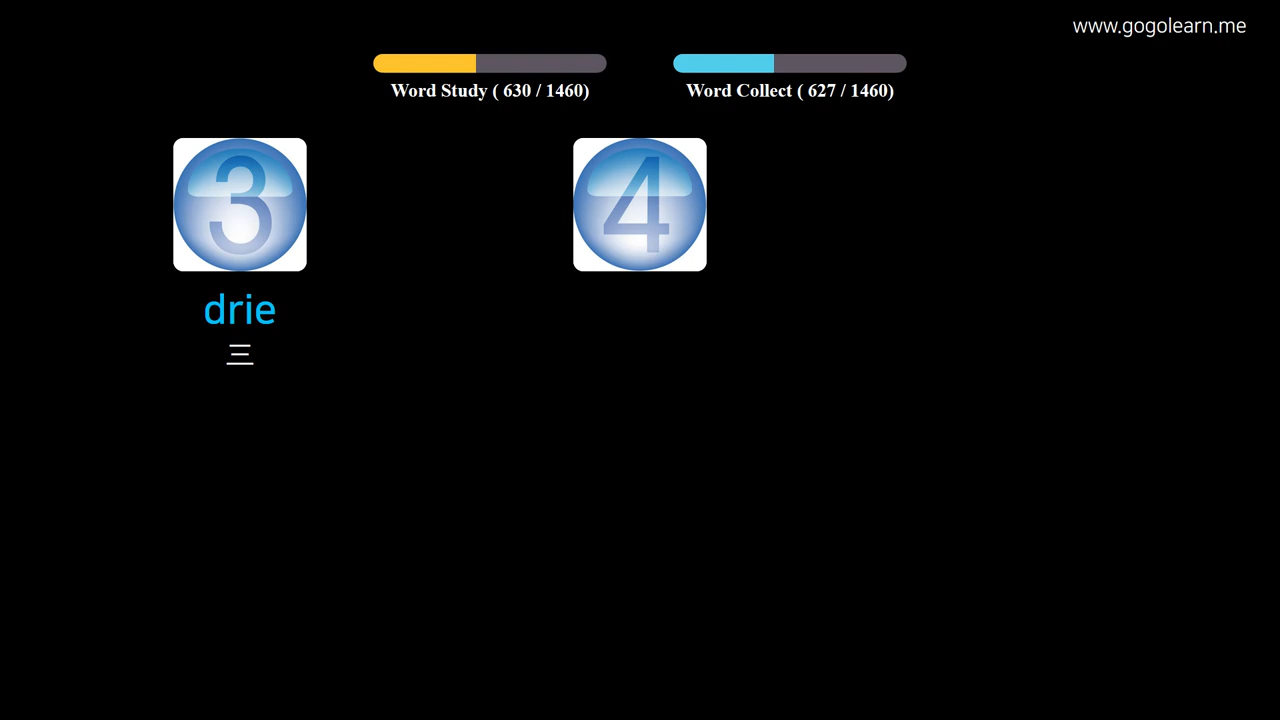 www.gogolearn.me
Word Study ( 630 / 1460)
Word Collect ( 627 / 1460)
3
4
drie
三